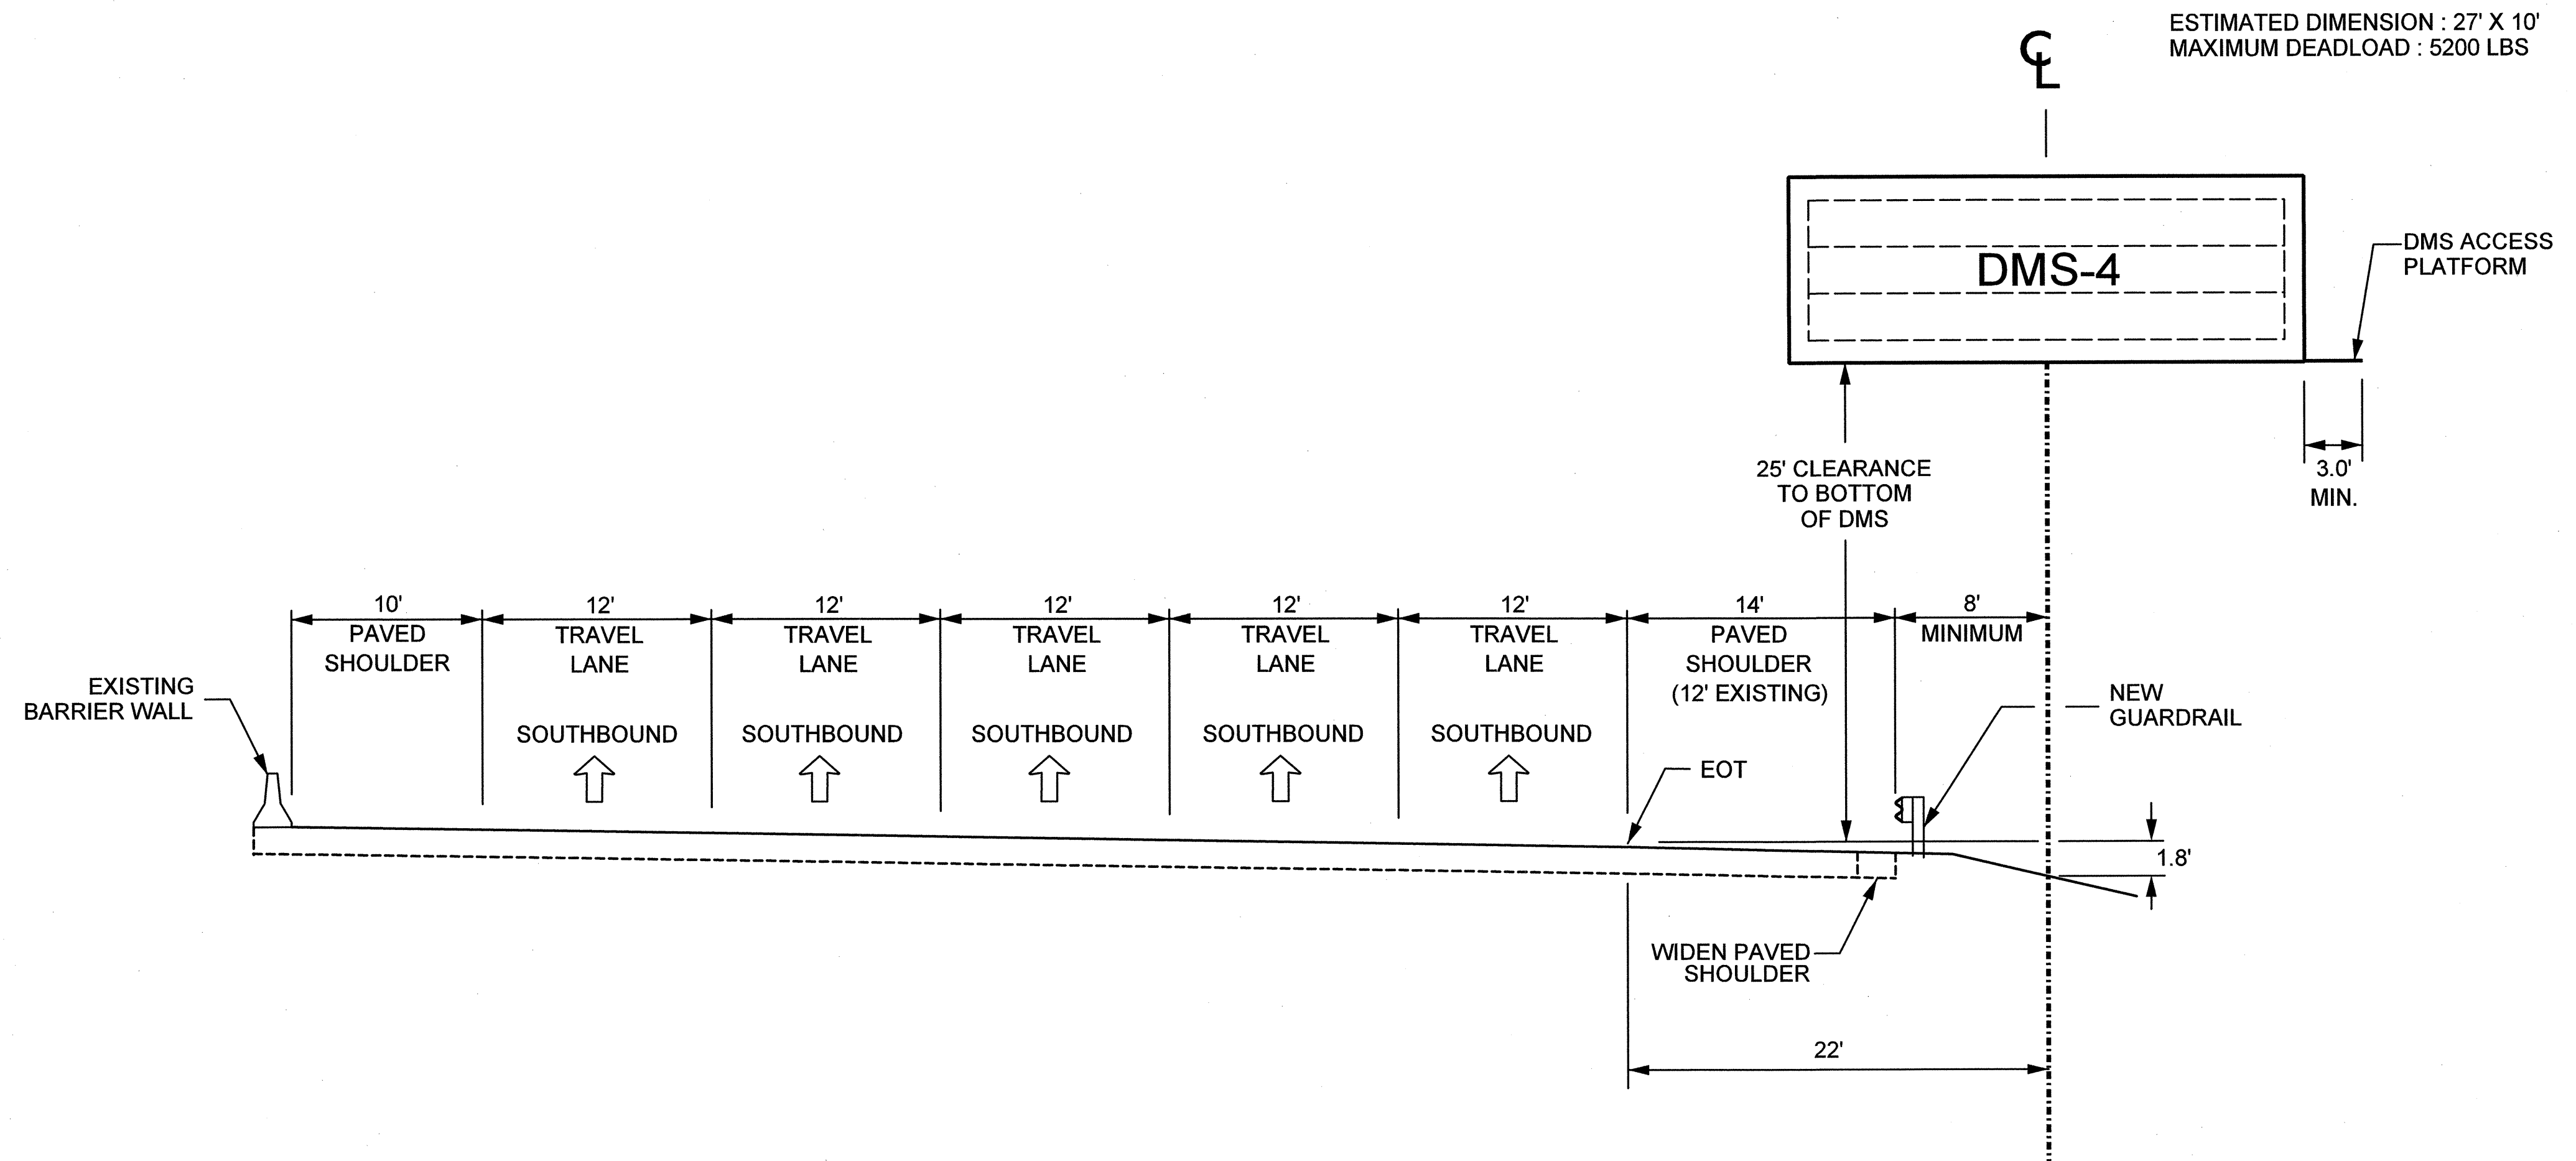 ESTIMATED DIMENSION : 27' X 10'
MAXIMUM DEADLOAD : 5200 LBS
CL
DMS-4
DMS ACCESS
PLATFORM
25' CLEARANCE
TO BOTTOM
OF DMS
3.0'
MIN.
10'
PAVED
SHOULDER
12'
TRAVEL
LANE
SOUTHBOUND
12'
TRAVEL
LANE
SOUTHBOUND
12'
TRAVEL
LANE
SOUTHBOUND
12'
TRAVEL
LANE
SOUTHBOUND
12'
TRAVEL
LANE
SOUTHBOUND
14'
PAVED
SHOULDER
(12' EXISTING)
8'
MINIMUM
EXISTING
BARRIER WALL
NEW
GUARDRAIL
EOT
1.8'
WIDEN PAVED
SHOULDER
22'